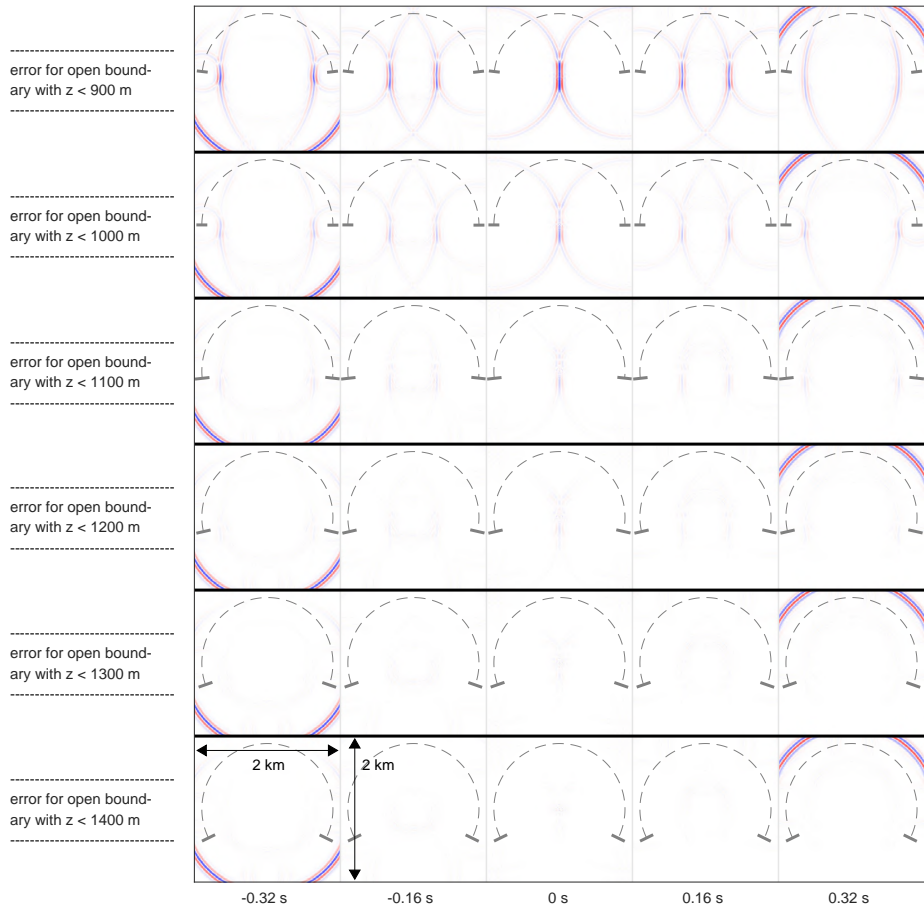 error for open bound-
ary with z < 900 m
error for open bound-
ary with z < 1000 m
error for open bound-
ary with z < 1100 m
error for open bound-
ary with z < 1200 m
error for open bound-
ary with z < 1300 m
2 km
2 km
error for open bound-
ary with z < 1400 m
-0.32 s
-0.16 s
0 s
0.16 s
0.32 s